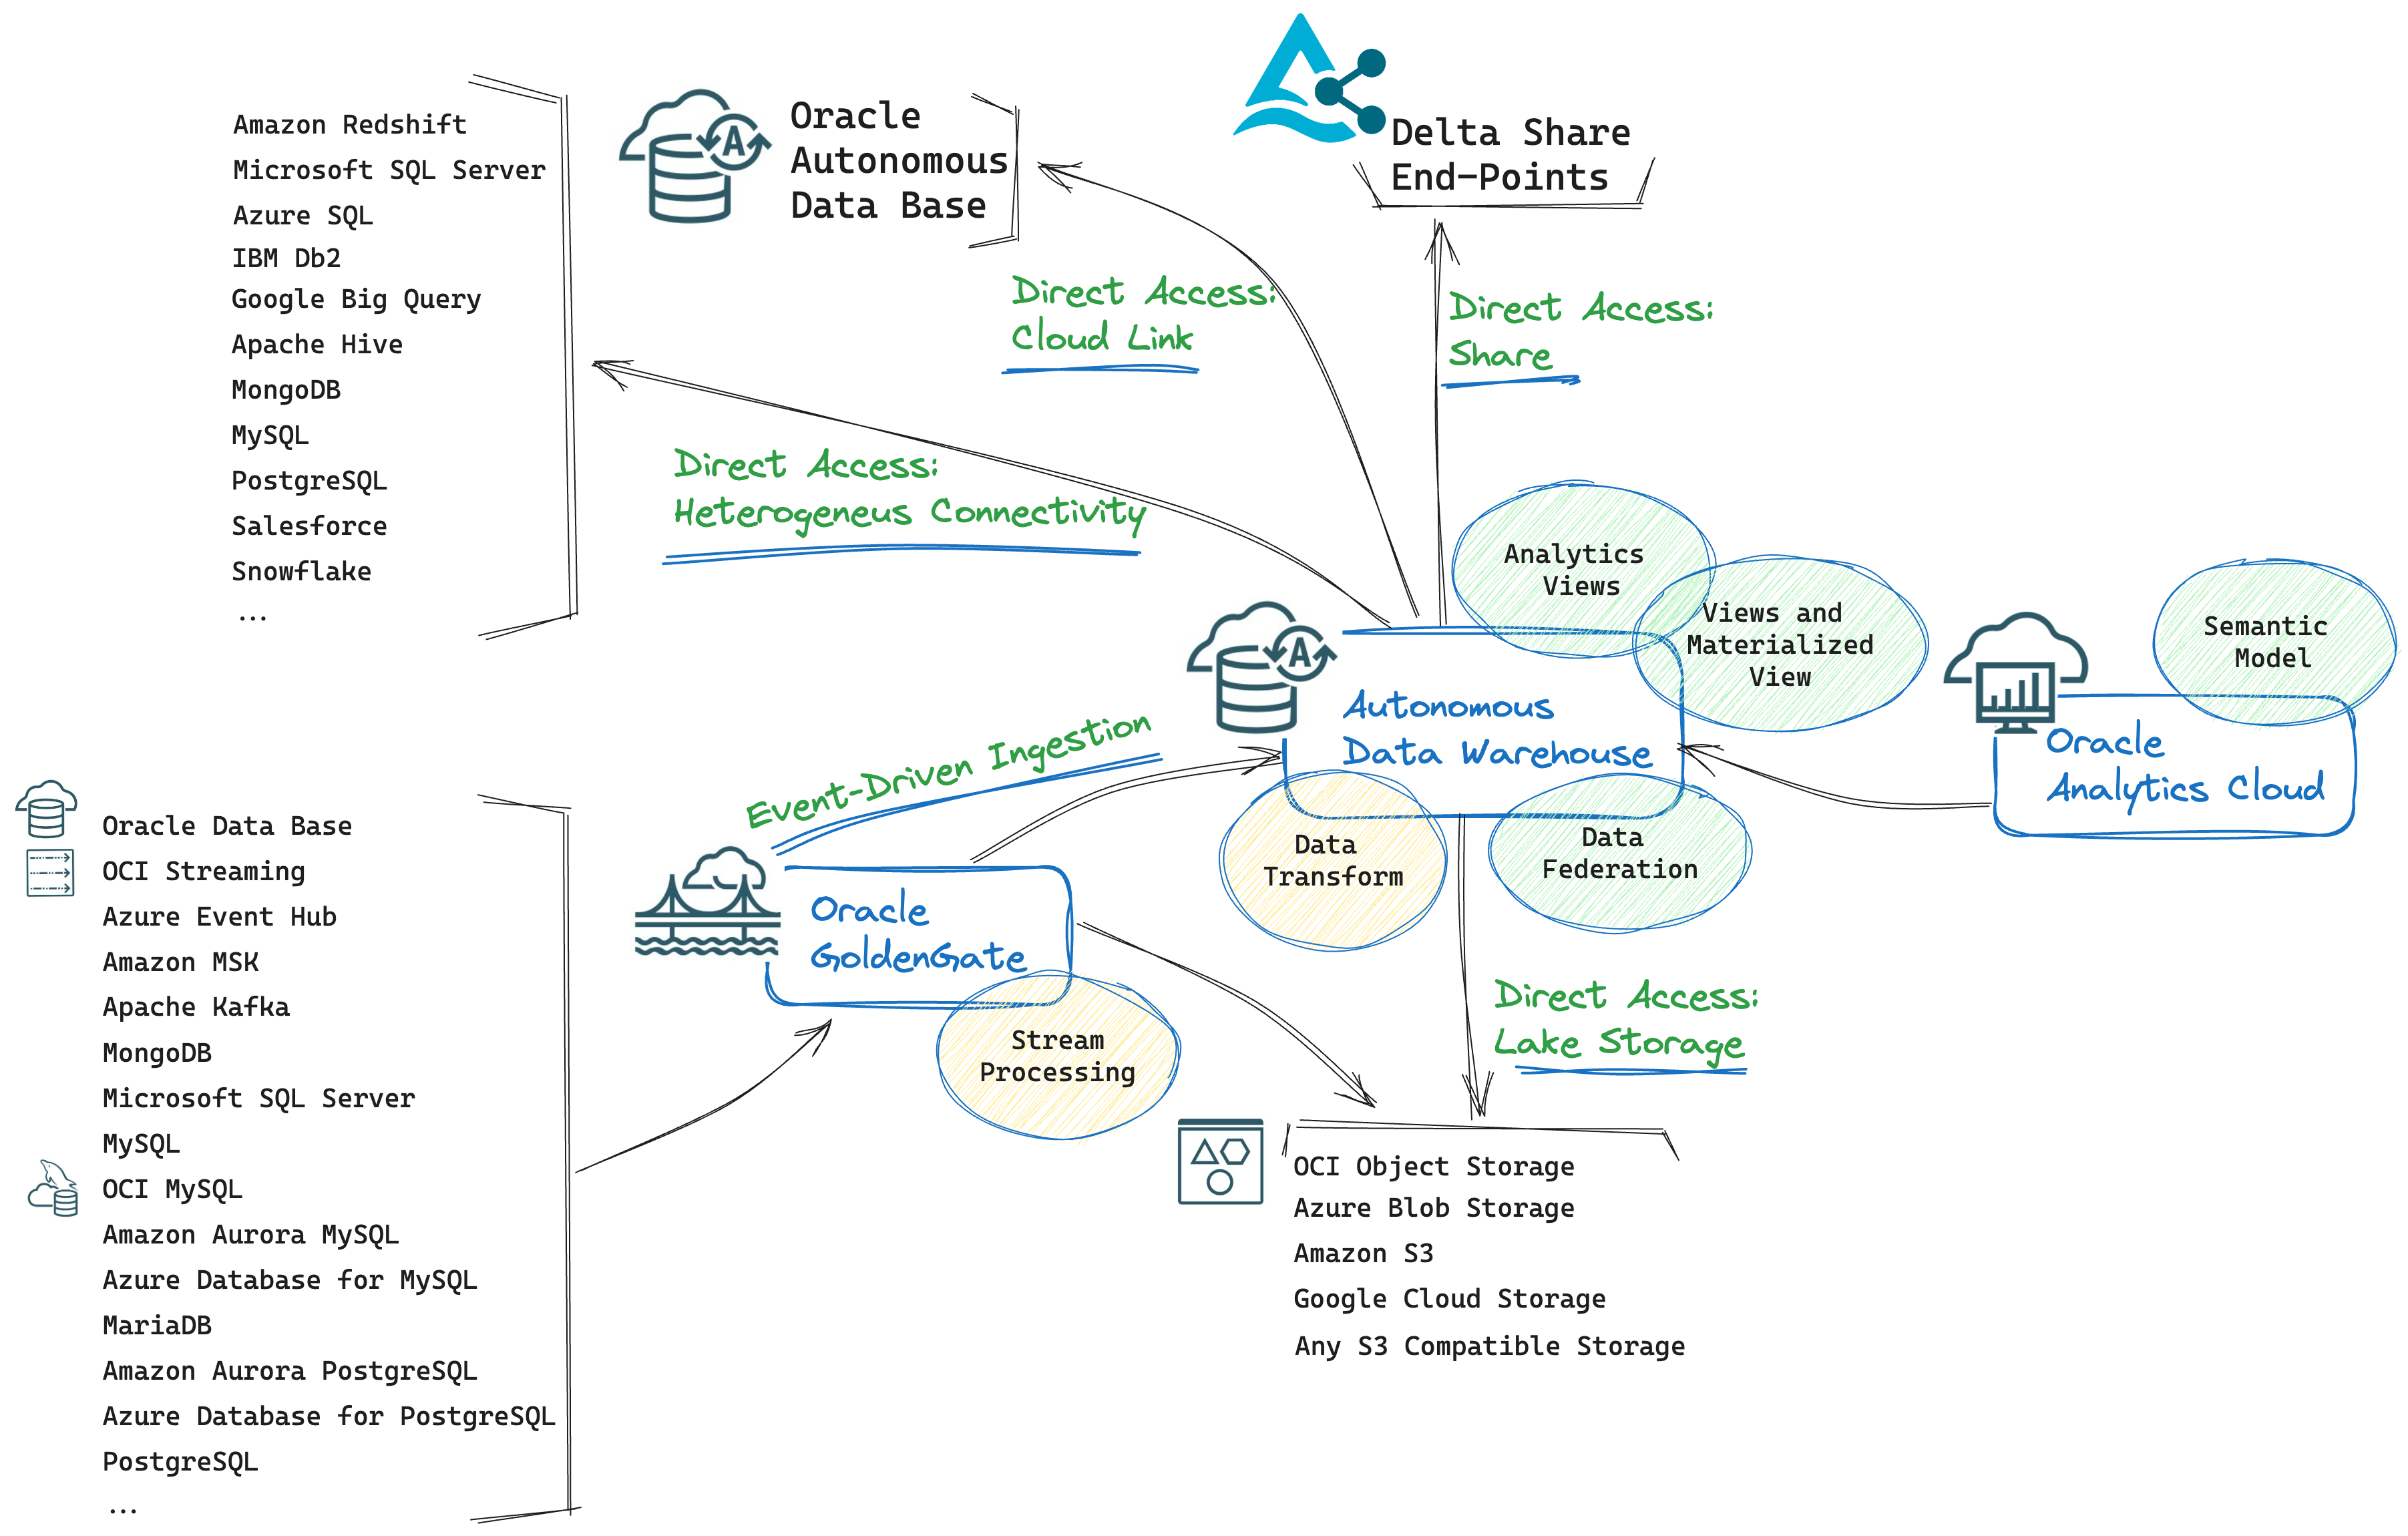 Amazon Redshift
Microsoft SQL Server
Azure SQL
IBM Db2
Google Big Query
Apache Hive
MongoDB
MySQL
PostgreSQL
Salesforce
Snowflake
...
A
Oracle
Autonomous
Data Base
Delta Share
End-Points
Direct Access:
Cloud Link
Direct Access:
Share
Direct Access:
Heterogeneus Connectivity
Analytics
Views
Views and
Materialized
View
Semantic
Model
A
Autonomous
Data Warehouse
Oracle
Analytics Cloud
Event-Driven Ingestion
Data
Transform
Data
Federation
Oracle
GoldenGate
Stream
Processing
Direct Access:
Lake Storage
Oracle Data Base
OCI Streaming
Azure Event Hub
Amazon MSK
Apache Kafka
MongoDB
Microsoft SQL Server
MySQL
OCI MySQL
Amazon Aurora MySQL
Azure Database for MySQL
MariaDB
Amazon Aurora PostgreSQL
Azure Database for PostgreSQL
PostgreSQL
...
OCI Object Storage
Azure Blob Storage
Amazon S3
Google Cloud Storage
Any S3 Compatible Storage